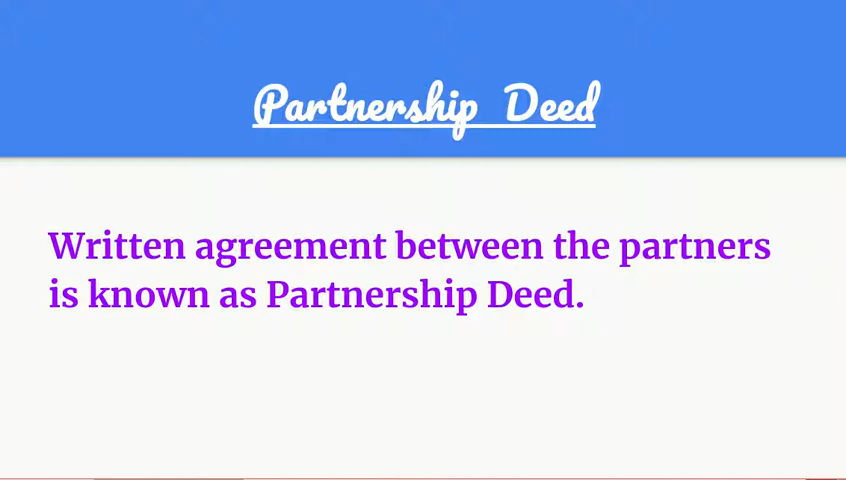 Partnership Deed
Written agreement between the partners
is known as Partnership Deed.